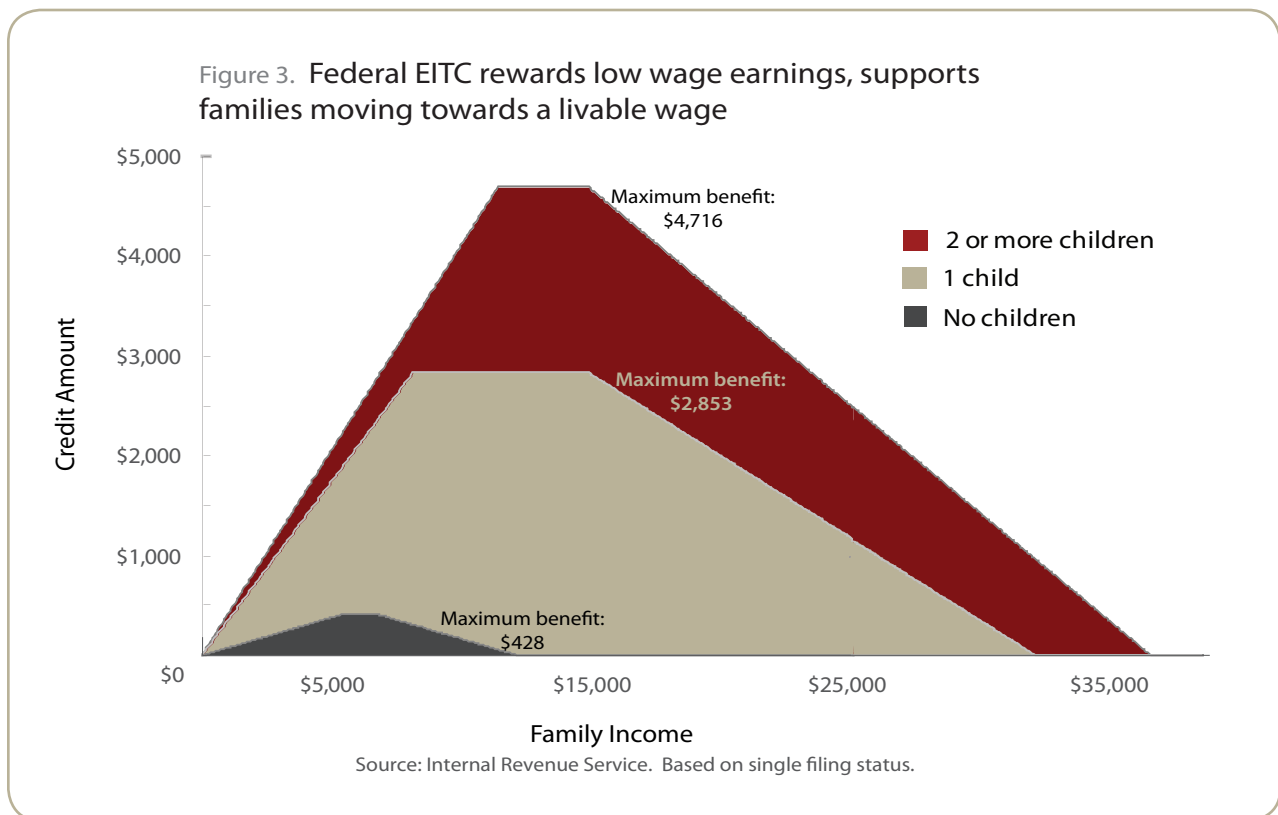 Figure 3. Federal EITC rewards low wage earnings, supports
families moving towards a livable wage
$5,000
$4,000
$3,000
$2,000
$1,000
$0
Credit Amount
Maximum benefit:
$4,716
Maximum benefit:
$2,853
Maximum benefit:
$428
2 or more children
1 child
No children
$5,000
$15,000
$25,000
$35,000
Family Income
Source: Internal Revenue Service. Based on single filing status.